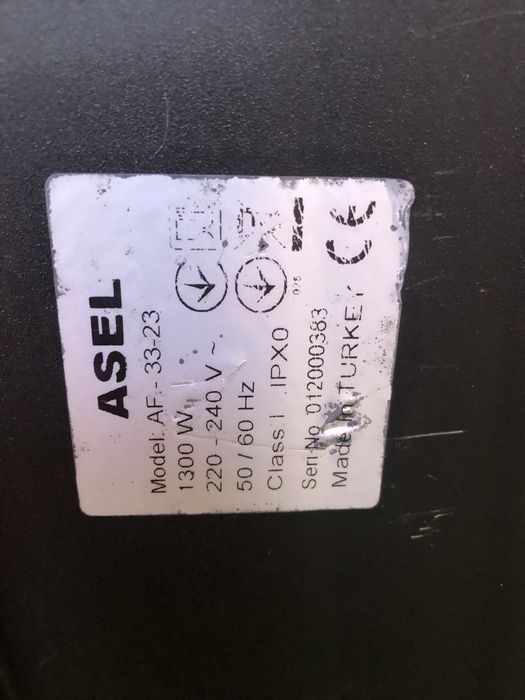 ASEL
Model: AF - 33-23
1300 W
220 - 240 V ~
50 / 60 Hz
Class: I IPX0
Seri No 012000383
Made In TURKEY
CE